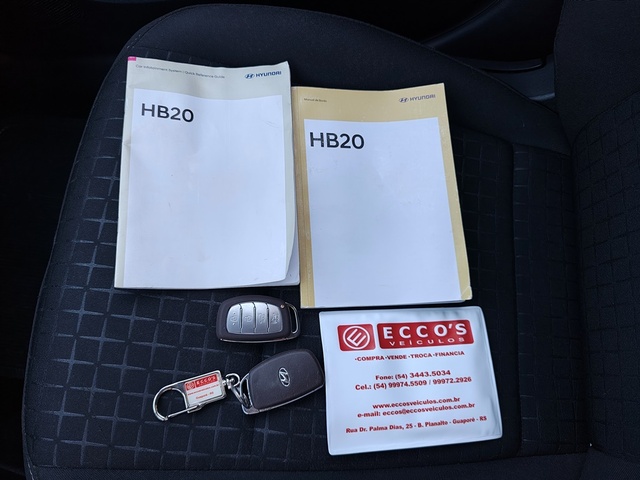 HYUNDAI
HB20
HYUNDAI
HB20
ECCO'S
VEÍCULOS
•COMPRA •VENDE •TROCA •FINANCIA
Fone: (54) 3443.5034
Cel.: (54) 99974.5509 / 99972.2926
www.eccosveiculos.com.br
e-mail: eccos@eccosveiculos.com.br
Rua Dr. Palma Dias, 25 - B. Planalto - Guaporé - RS
ECCO'S